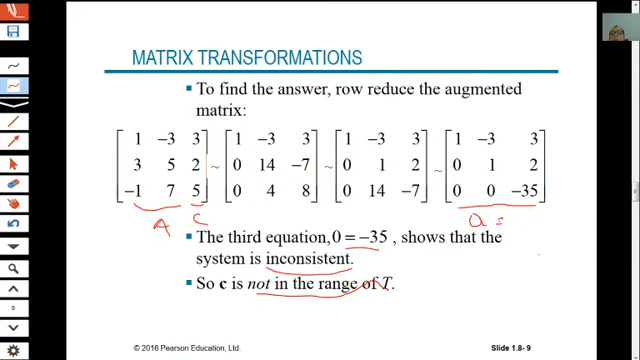 MATRIX TRANSFORMATIONS
To find the answer, row reduce the augmented
matrix:
[1 −3 3; 3 5 2; −1 7 5] ~ [1 −3 3; 0 14 −7; 0 4 8] ~ [1 −3 3; 0 1 2; 0 14 −7] ~ [1 −3 3; 0 1 2; 0 0 −35]
A C
The third equation, 0 = −35 , shows that the
system is inconsistent.
So c is not in the range of T.
© 2016 Pearson Education, Ltd.
Slide 1.8- 9